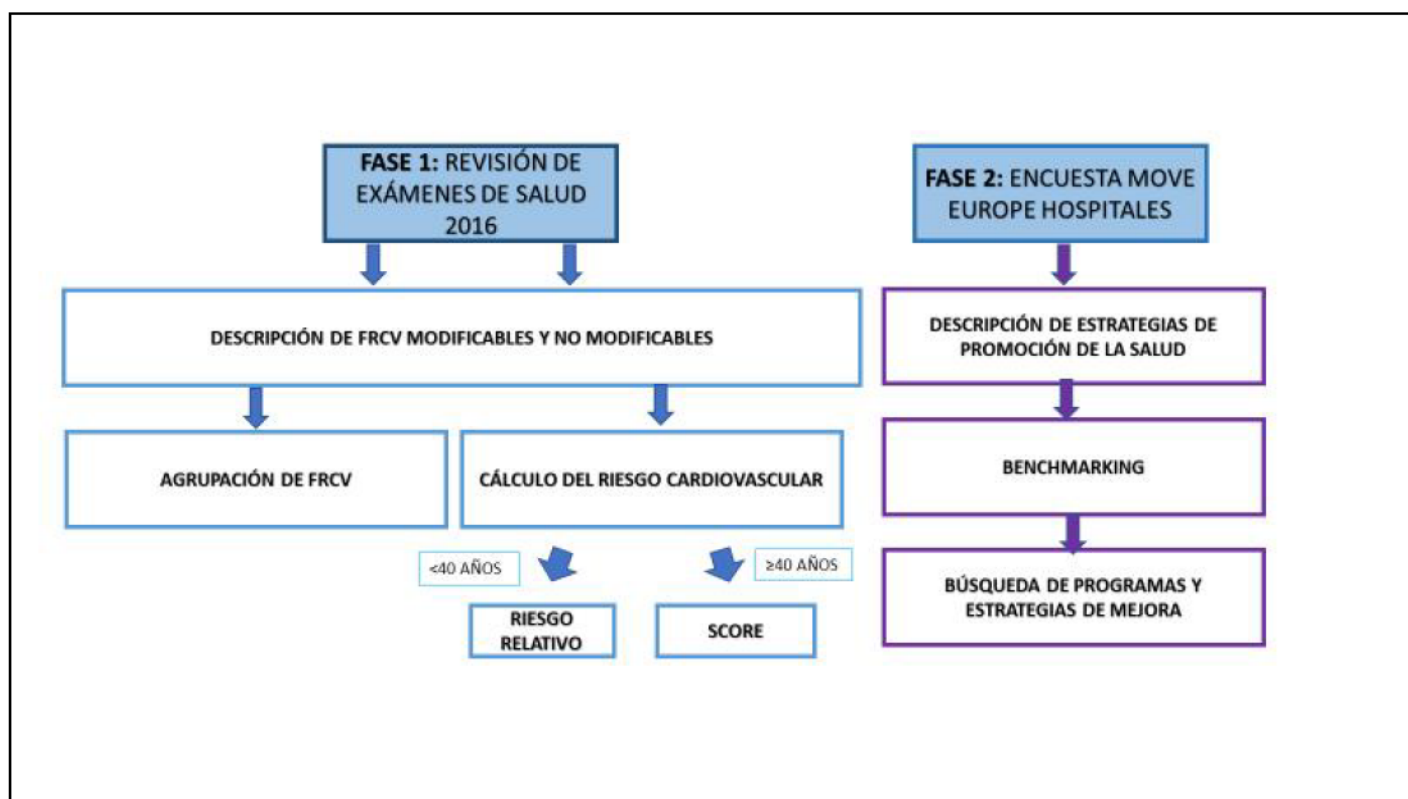 FASE 1: REVISIÓN DE
EXÁMENES DE SALUD
2016
DESCRIPCIÓN DE FRCV MODIFICABLES Y NO MODIFICABLES
AGRUPACIÓN DE FRCV
CÁLCULO DEL RIESGO CARDIOVASCULAR
<40 AÑOS
≥40 AÑOS
RIESGO
RELATIVO
SCORE
FASE 2: ENCUESTA MOVE
EUROPE HOSPITALES
DESCRIPCIÓN DE ESTRATEGIAS DE
PROMOCIÓN DE LA SALUD
BENCHMARKING
BÚSQUEDA DE PROGRAMAS Y
ESTRATEGIAS DE MEJORA